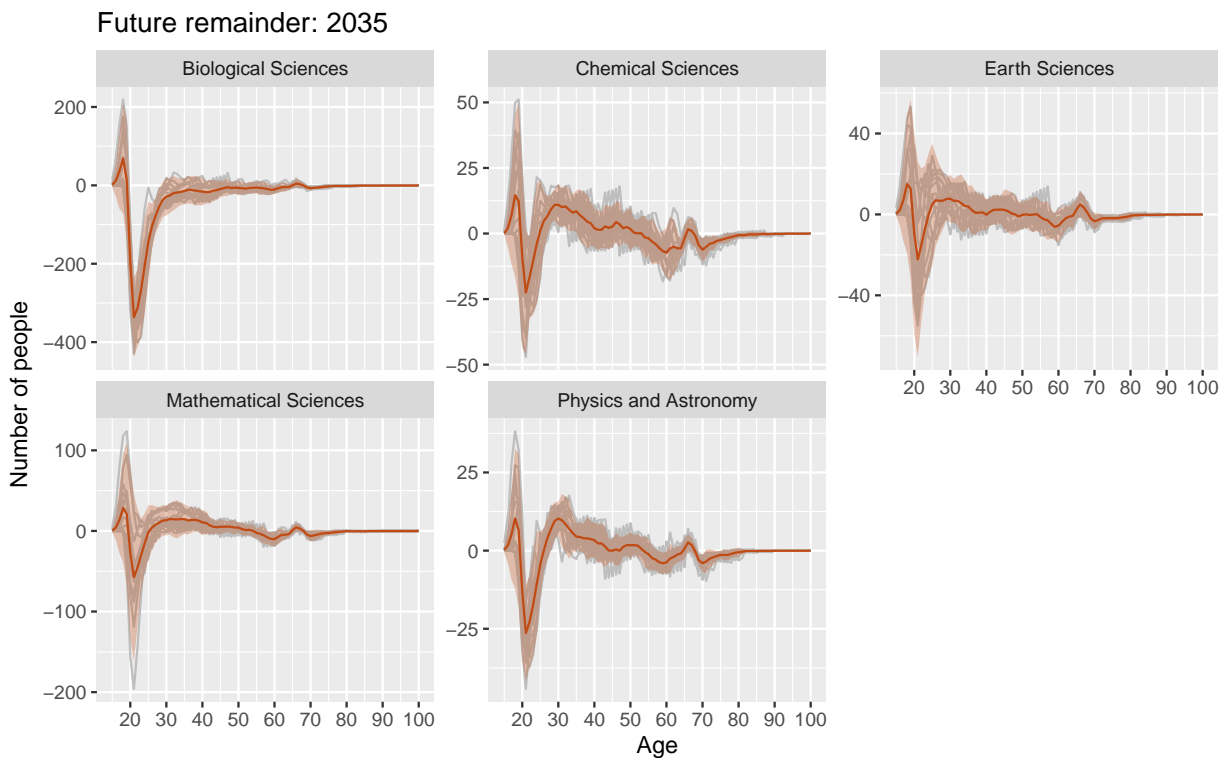 Future remainder: 2035
Biological Sciences
Chemical Sciences
Earth Sciences
200
0
−200
−400
50
25
0
−25
−50
40
0
−40
20 30 40 50 60 70 80 90 100
Mathematical Sciences
Physics and Astronomy
100
0
−100
−200
25
0
−25
20 30 40 50 60 70 80 90 100
20 30 40 50 60 70 80 90 100
Number of people
Age